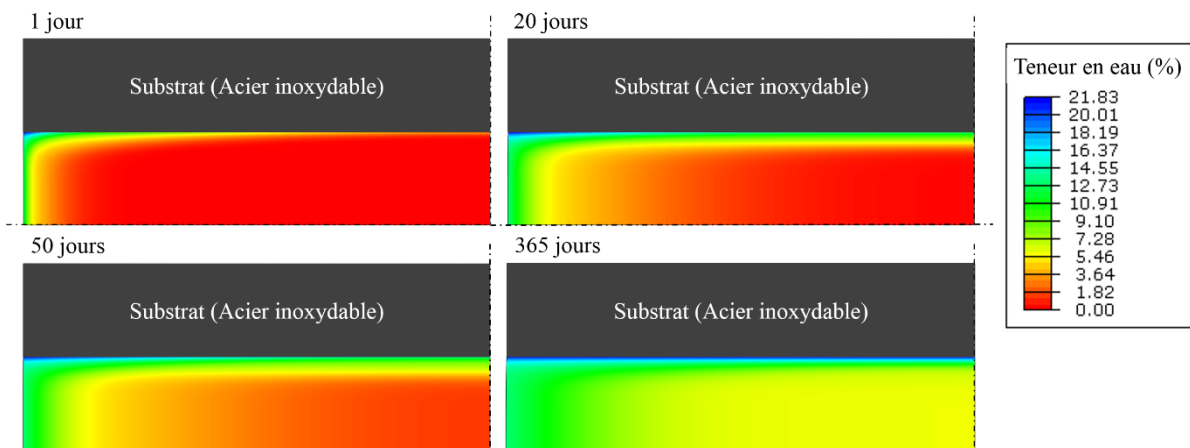 1 jour
20 jours
Substrat (Acier inoxydable)
Substrat (Acier inoxydable)
50 jours
365 jours
Substrat (Acier inoxydable)
Substrat (Acier inoxydable)
Teneur en eau (%)
21.83
20.01
18.19
16.37
14.55
12.73
10.91
9.10
7.28
5.46
3.64
1.82
0.00